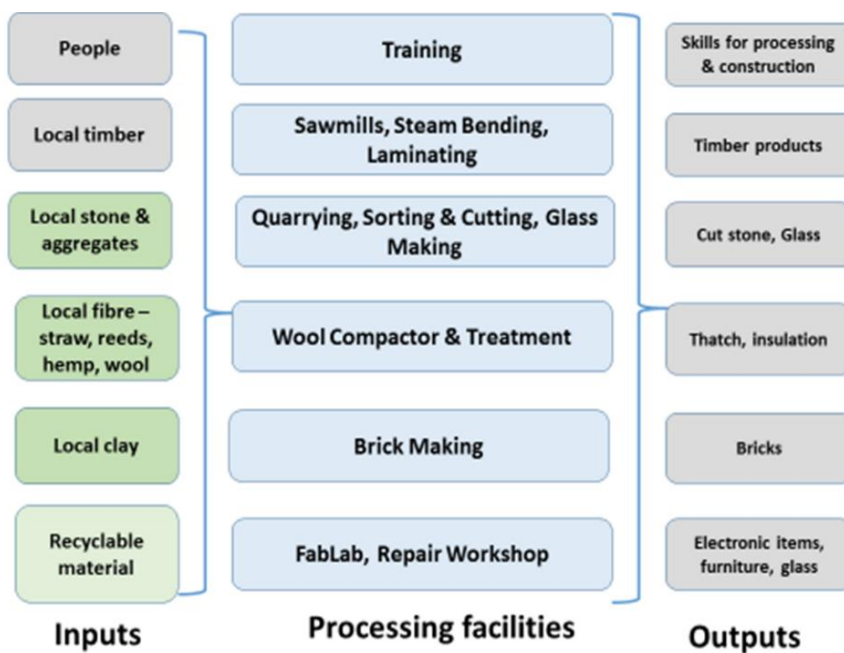 People
Training
Skills for processing
& construction
Local timber
Sawmills, Steam Bending,
Laminating
Timber products
Local stone &
aggregates
Quarrying, Sorting & Cutting, Glass
Making
Cut stone, Glass
Local fibre –
straw, reeds,
hemp, wool
Wool Compactor & Treatment
Thatch, insulation
Local clay
Brick Making
Bricks
Recyclable
material
FabLab, Repair Workshop
Electronic items,
furniture, glass
Inputs
Processing facilities
Outputs